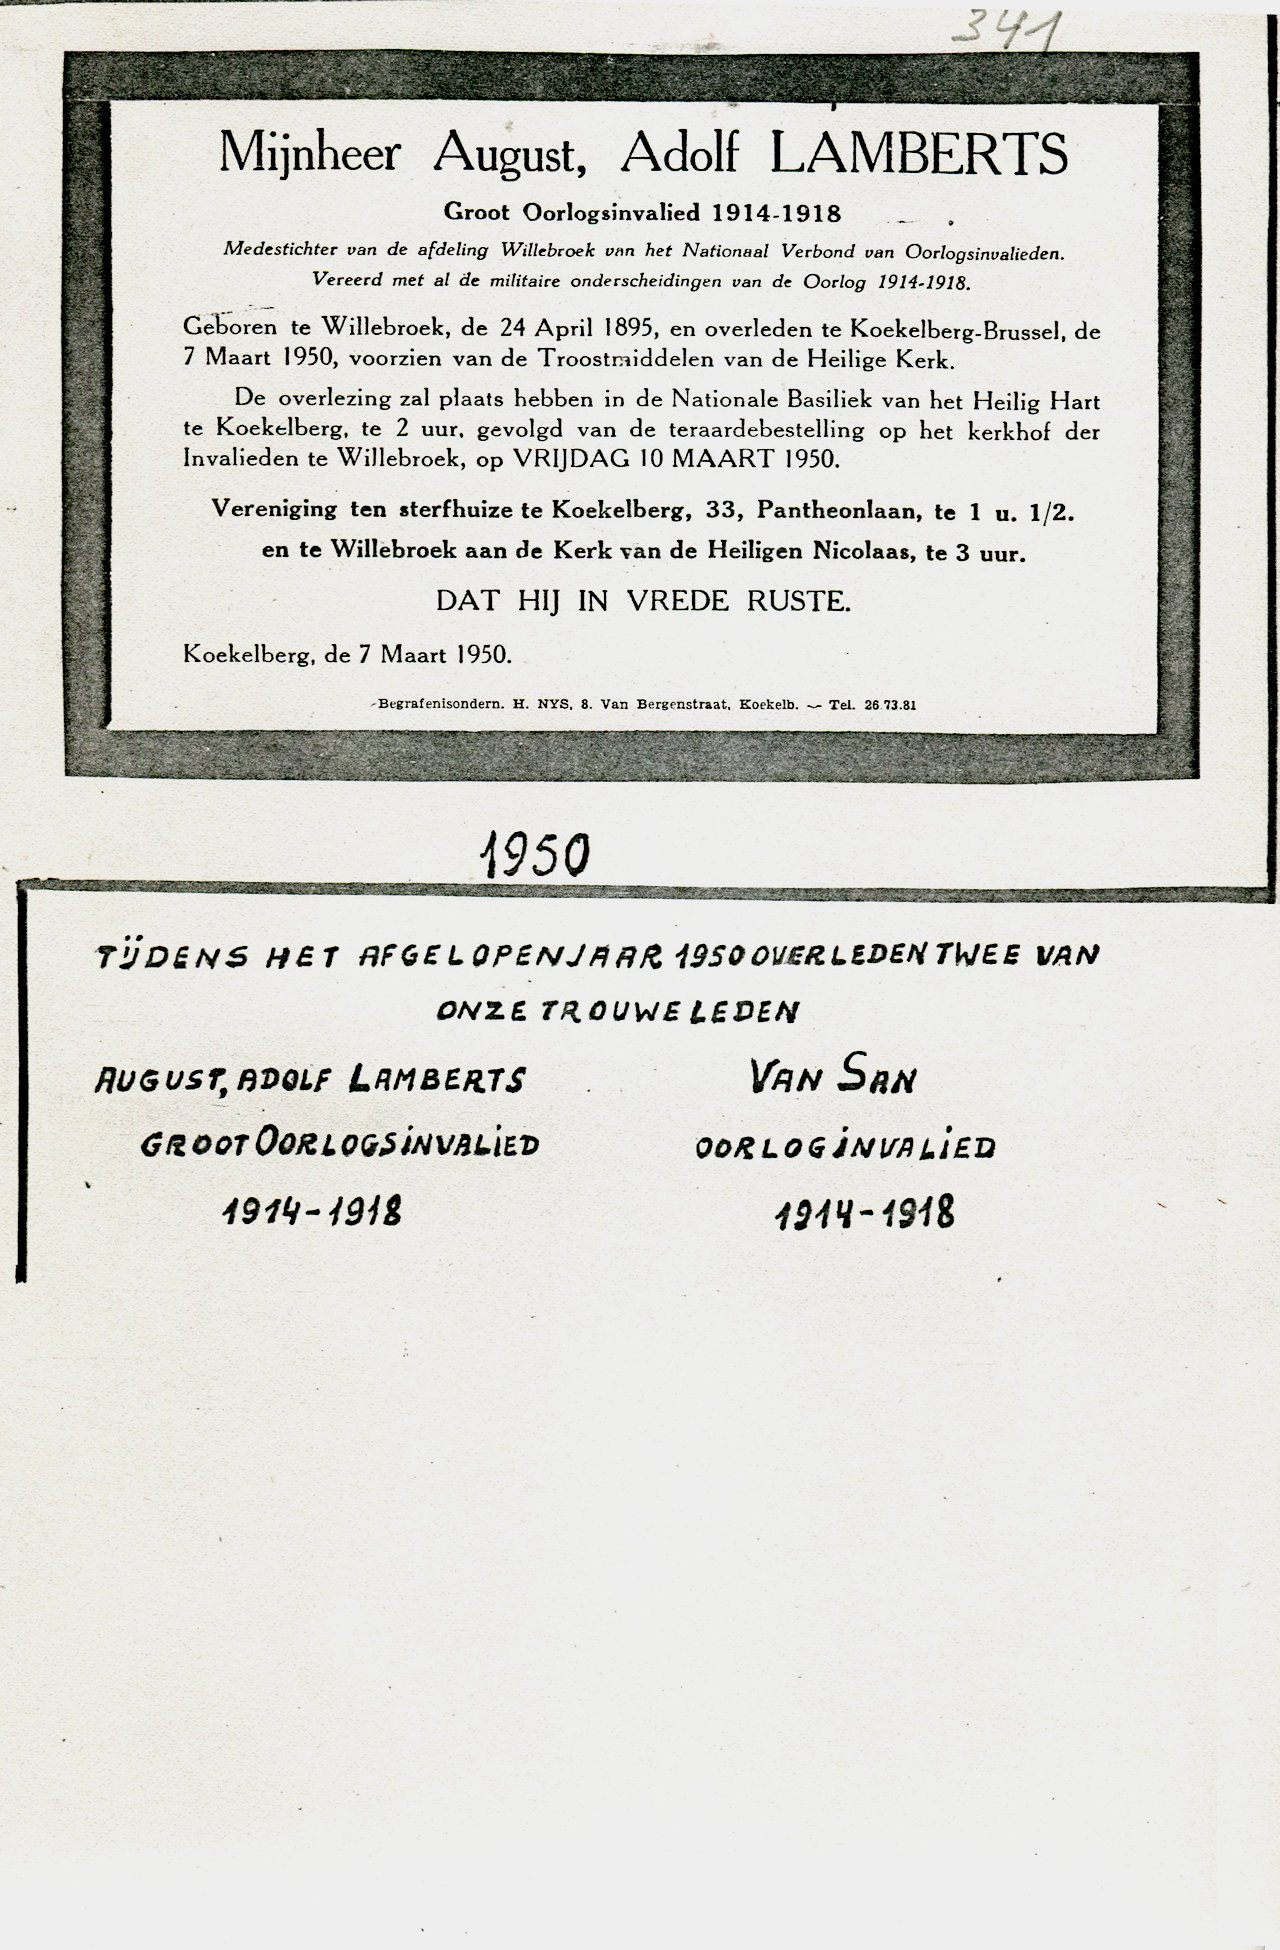 341
Mijnheer August, Adolf LAMBERTS
Groot Oorlogsinvalied 1914-1918
Medestichter van de afdeling Willebroek van het Nationaal Verbond van Oorlogsinvalieden.
Vereerd met al de militaire onderscheidingen van de Oorlog 1914-1918.
Geboren te Willebroek, de 24 April 1895, en overleden te Koekelberg-Brussel, de
7 Maart 1950, voorzien van de Troostmiddelen van de Heilige Kerk.
De overlezing zal plaats hebben in de Nationale Basiliek van het Heilig Hart
te Koekelberg, te 2 uur, gevolgd van de teraardebestelling op het kerkhof der
Invalieden te Willebroek, op VRIJDAG 10 MAART 1950.
Vereniging ten sterfhuize te Koekelberg, 33, Pantheonlaan, te 1 u. 1/2.
en te Willebroek aan de Kerk van de Heiligen Nicolaas, te 3 uur.
DAT HIJ IN VREDE RUSTE.
Koekelberg, de 7 Maart 1950.
Begrafenisondern. H. NYS, 8. Van Bergenstraat, Koekelb. — Tel. 26.73.81
1950
TIJDENS HET AFGELOPEN JAAR 1950 OVERLEDEN TWEE VAN
ONZE TROUWE LEDEN
AUGUST, ADOLF LAMBERTS VAN SAN
GROOT OORLOGSINVALIED OORLOGINVALIED
1914-1918 1914-1918